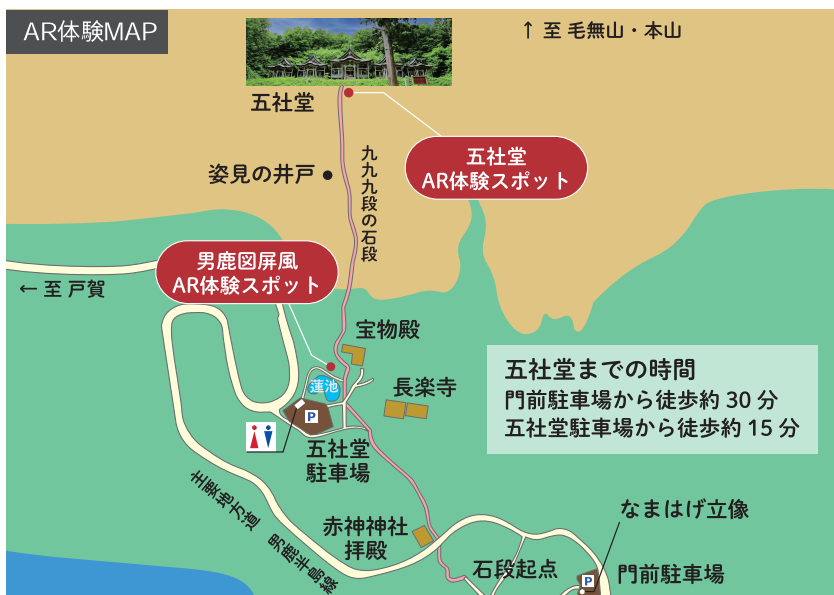 AR体験MAP
↑ 至 毛無山・本山
五社堂
五社堂
AR体験スポット
姿見の井戸
九九九段の石段
男鹿図屏風
AR体験スポット
← 至 戸賀
宝物殿
蓮池
長楽寺
五社堂までの時間
門前駐車場から徒歩約 30 分
五社堂駐車場から徒歩約 15 分
P
五社堂
駐車場
主要地方道 男鹿半島線
赤神神社
拝殿
なまはげ立像
石段起点
P
門前駐車場